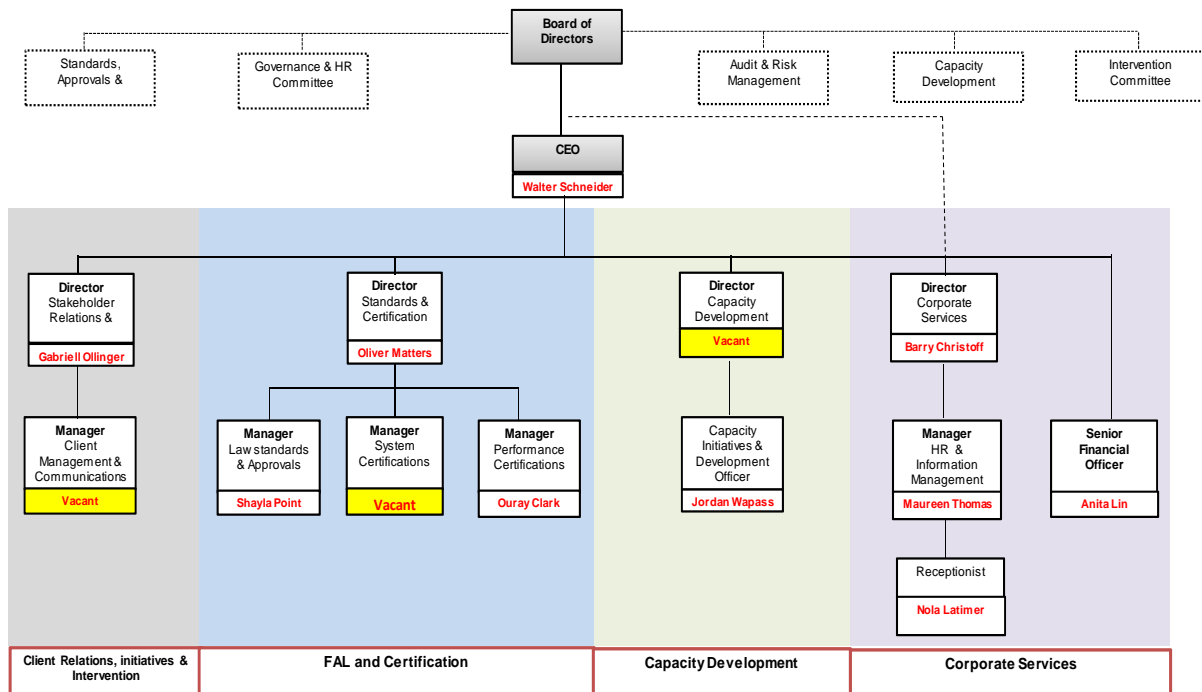 Board of
Directors
Standards,
Approvals &
Governance & HR
Committee
Audit & Risk
Management
Capacity
Development
Intervention
Committee
CEO
Walter Schneider
Director
Stakeholder
Relations &
Gabriell Ollinger
Director
Standards &
Certification
Oliver Matters
Director
Capacity
Development
Vacant
Director
Corporate
Services
Barry Christoff
Manager
Client
Management &
Communications
Vacant
Manager
Law standards
& Approvals
Shayla Point
Manager
System
Certifications
Vacant
Manager
Performance
Certifications
Ouray Clark
Capacity
Initiatives &
Development
Officer
Jordan Wapass
Manager
HR &
Information
Management
Maureen Thomas
Senior
Financial
Officer
Anita Lin
Receptionist
Nola Latimer
Client Relations, initiatives &
Intervention
FAL and Certification
Capacity Development
Corporate Services